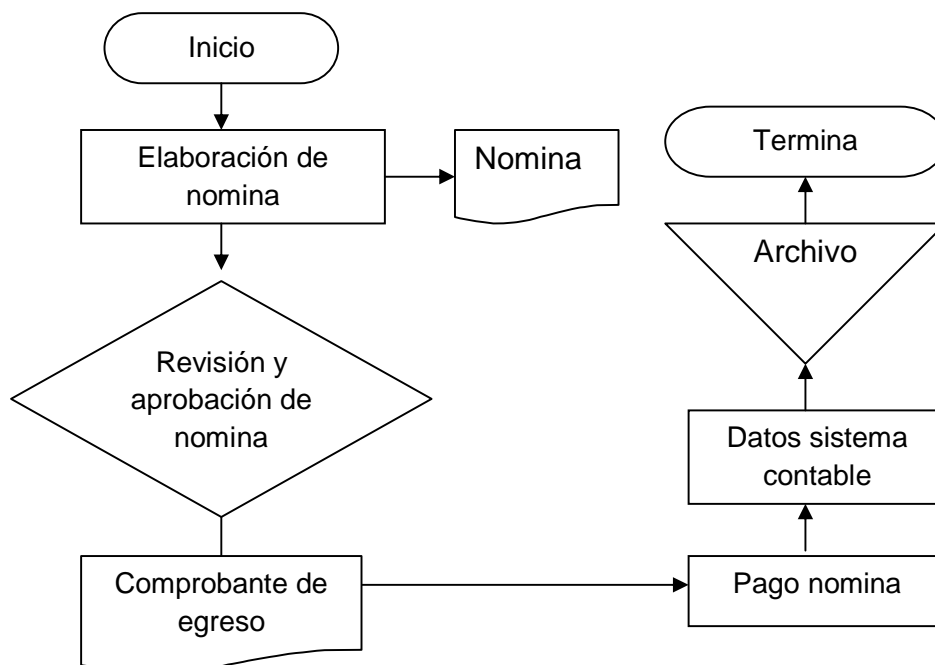 Inicio
Elaboración de
nomina
Nomina
Revisión y
aprobación de
nomina
Comprobante de
egreso
Pago nomina
Datos sistema
contable
Archivo
Termina